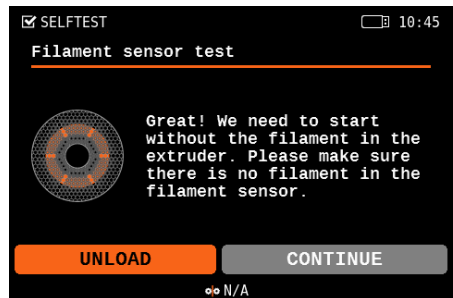 SELFTEST
10:45
Filament sensor test
Great! We need to start
without the filament in the
extruder. Please make sure
there is no filament in the
filament sensor.
UNLOAD
CONTINUE
N/A